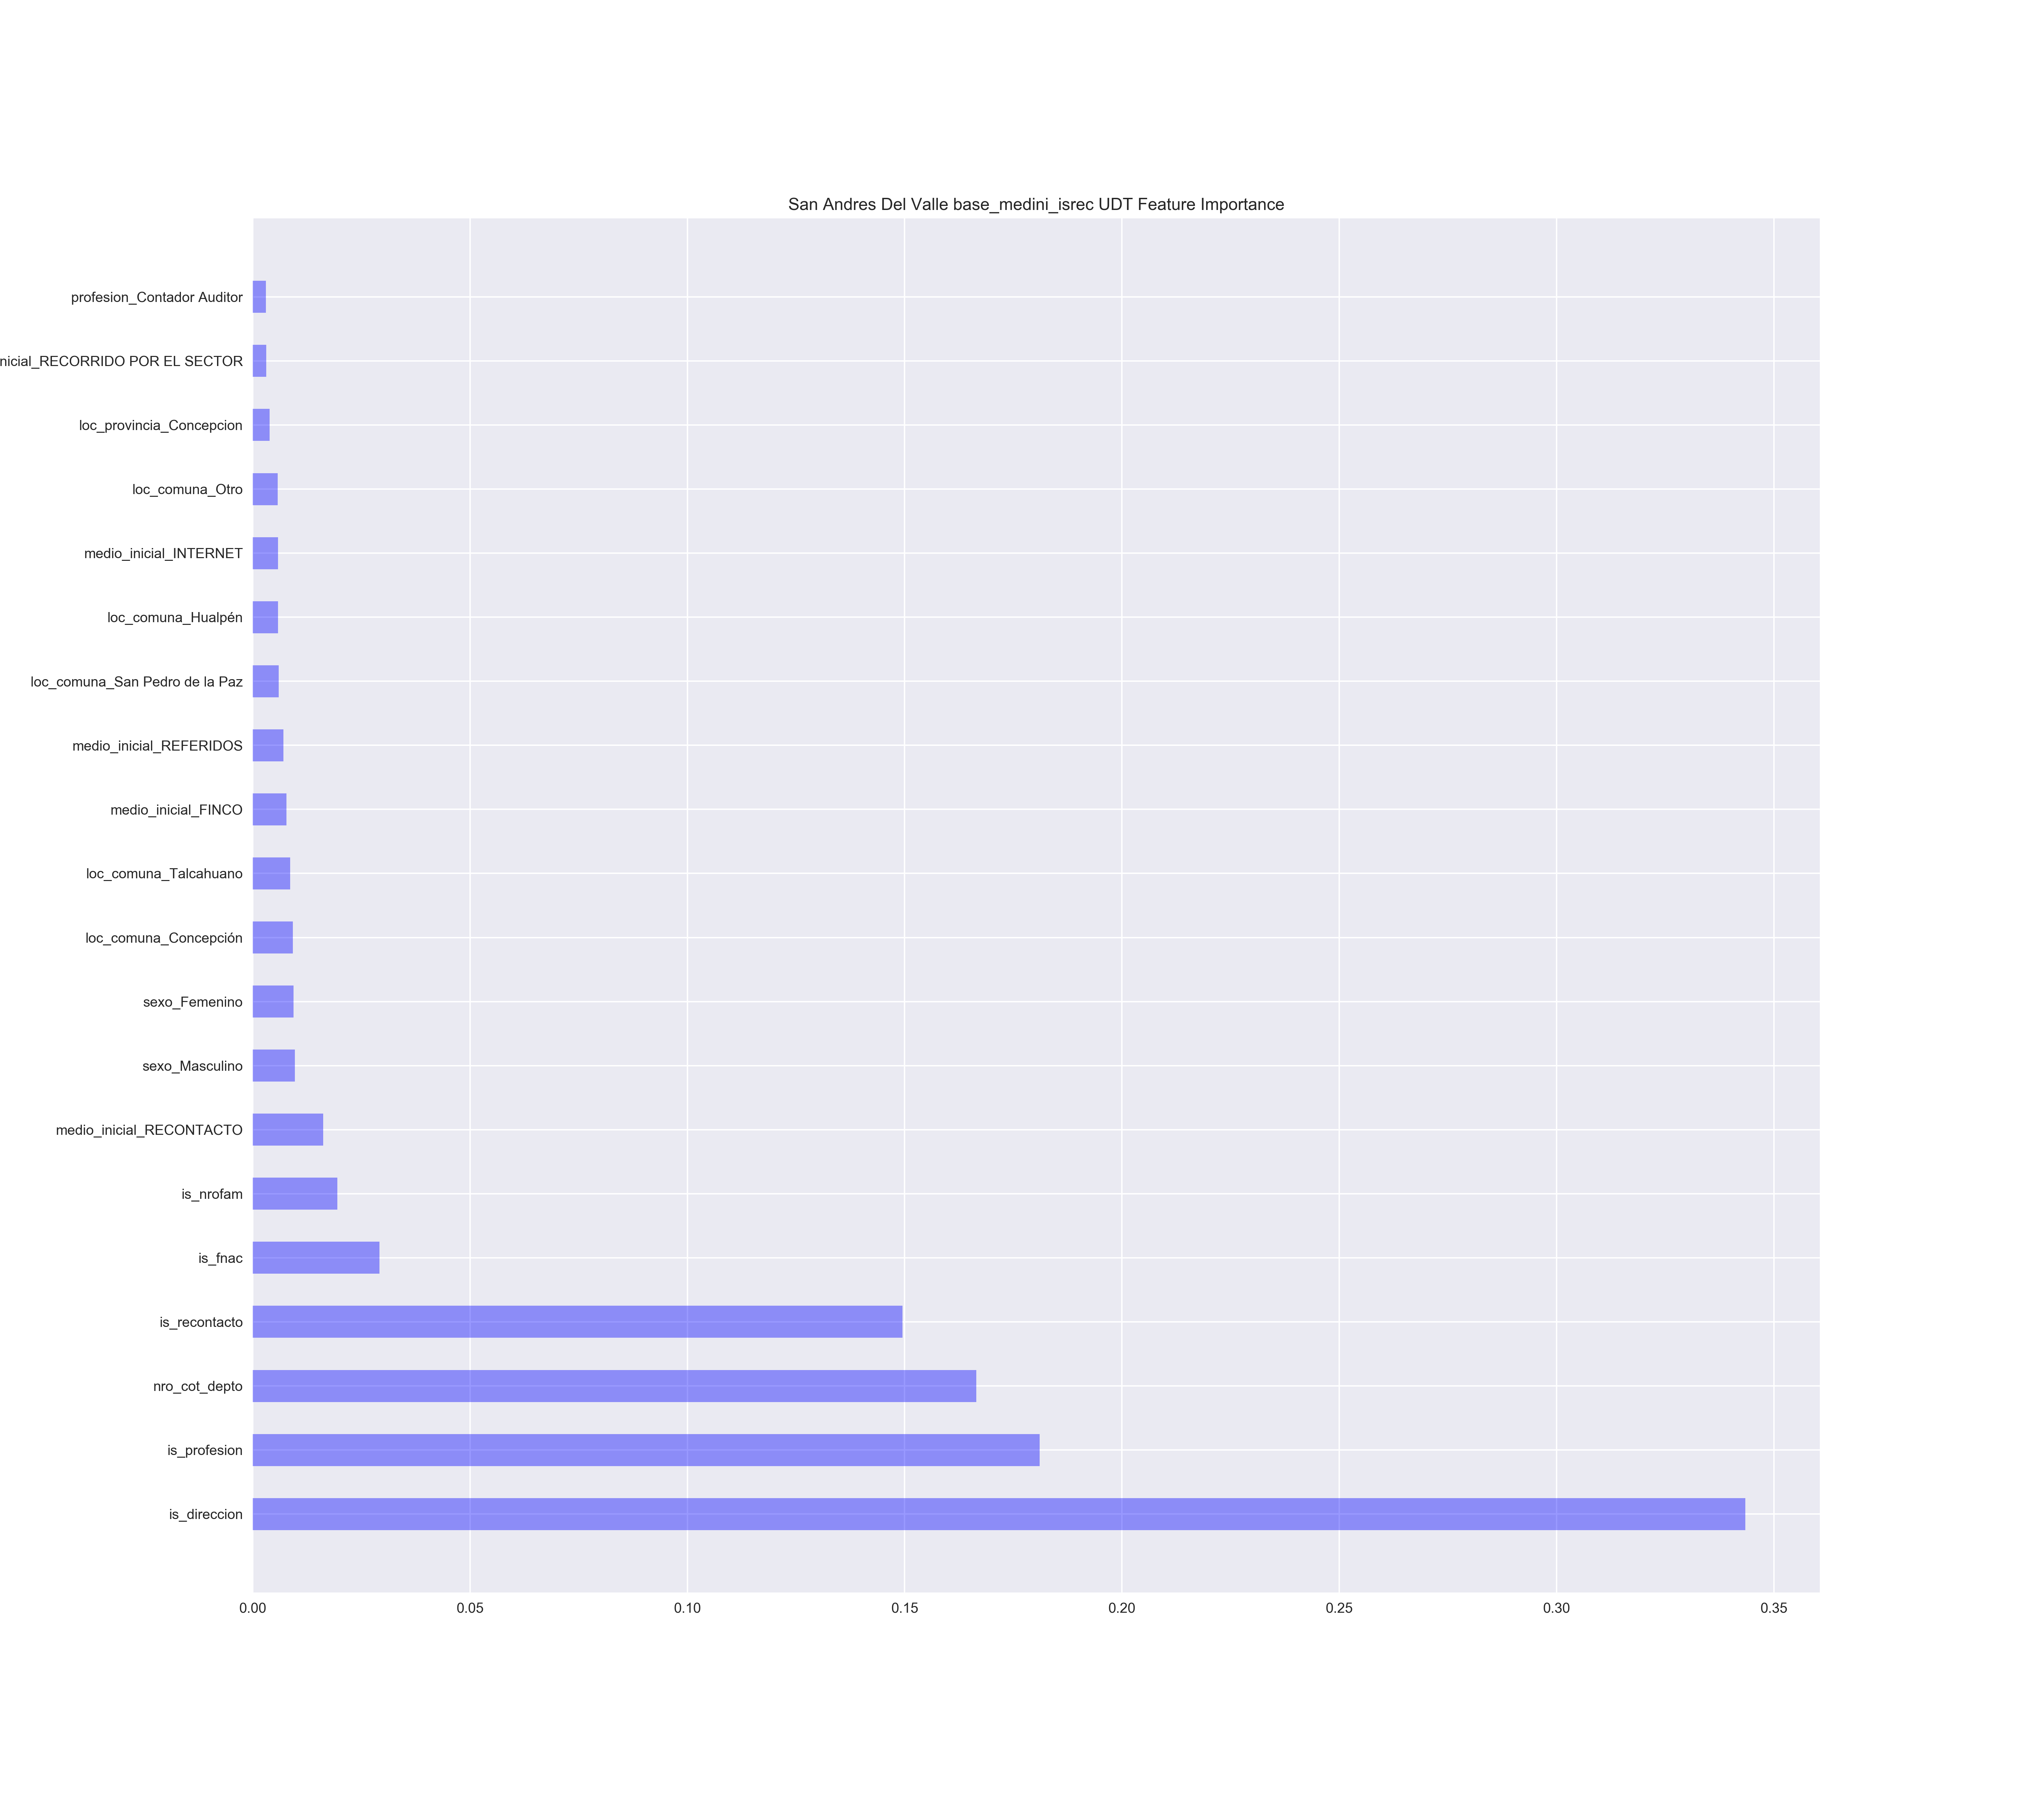 San Andres Del Valle base_medini_isrec UDT Feature Importance
profesion_Contador Auditor
nicial_RECORRIDO POR EL SECTOR
loc_provincia_Concepcion
loc_comuna_Otro
medio_inicial_INTERNET
loc_comuna_Hualpén
loc_comuna_San Pedro de la Paz
medio_inicial_REFERIDOS
medio_inicial_FINCO
loc_comuna_Talcahuano
loc_comuna_Concepción
sexo_Femenino
sexo_Masculino
medio_inicial_RECONTACTO
is_nrofam
is_fnac
is_recontacto
nro_cot_depto
is_profesion
is_direccion
0.00 0.05 0.10 0.15 0.20 0.25 0.30 0.35